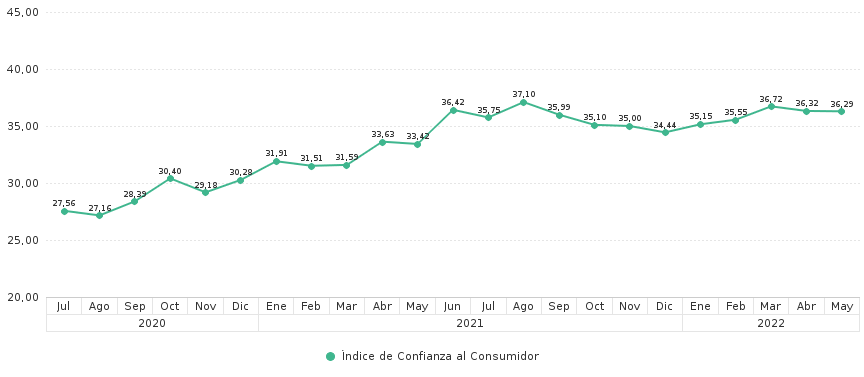 45,00
40,00
35,00
30,00
25,00
20,00
27,56 27,16 28,39 30,40 29,18 30,28 31,91 31,51 31,59 33,63 33,42 36,42 35,75 37,10 35,99 35,10 35,00 34,44 35,15 35,55 36,72 36,32 36,29
Jul Ago Sep Oct Nov Dic Ene Feb Mar Abr May Jun Jul Ago Sep Oct Nov Dic Ene Feb Mar Abr May
2020 2021 2022
Índice de Confianza al Consumidor